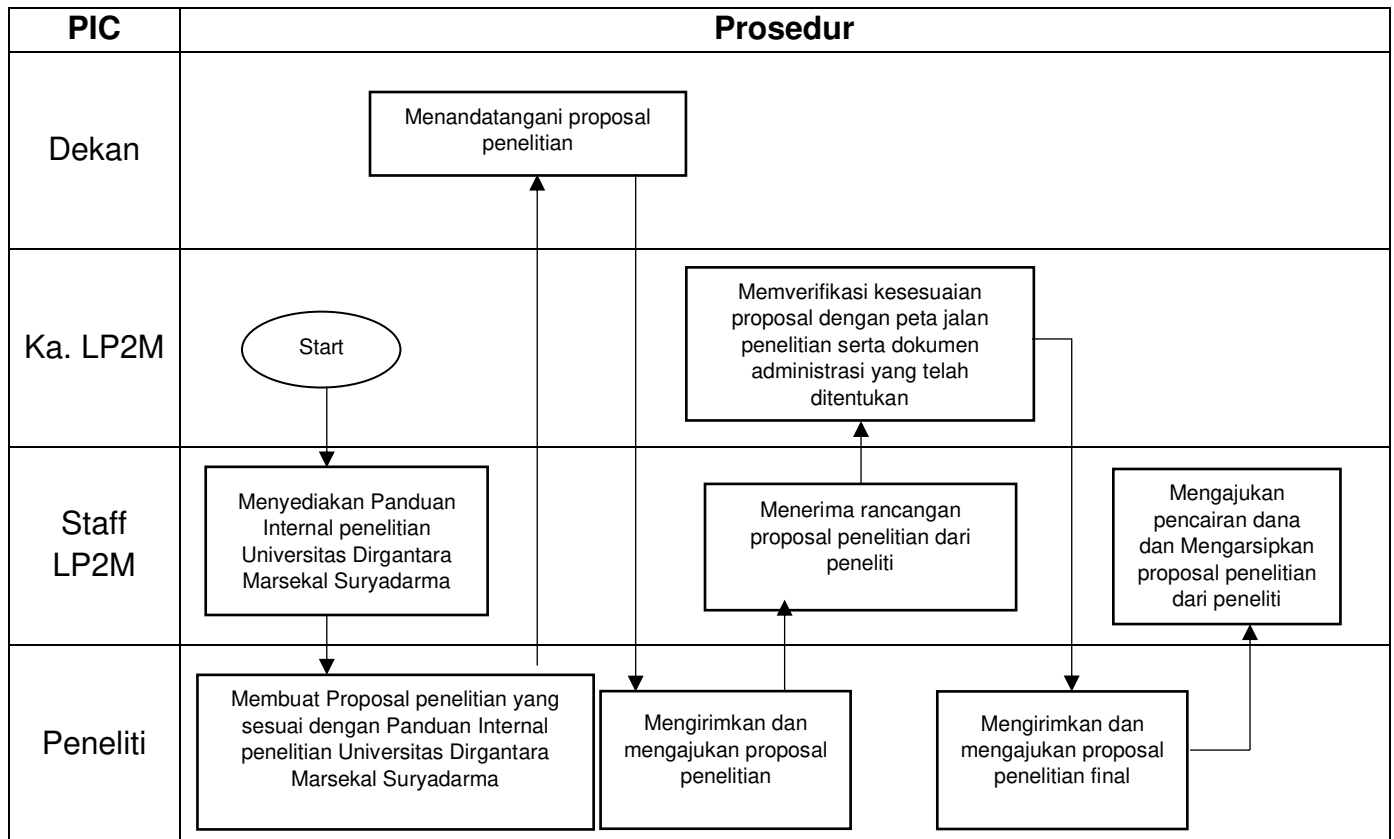 PIC
Prosedur
Dekan
Menandatangani proposal
penelitian
Ka. LP2M
Start
Memverifikasi kesesuaian
proposal dengan peta jalan
penelitian serta dokumen
administrasi yang telah
ditentukan
Staff
LP2M
Menyediakan Panduan
Internal penelitian
Universitas Dirgantara
Marsekal Suryadarma
Menerima rancangan
proposal penelitian dari
peneliti
Mengajukan
pencairan dana
dan Mengarsipkan
proposal penelitian
dari peneliti
Peneliti
Membuat Proposal penelitian yang
sesuai dengan Panduan Internal
penelitian Universitas Dirgantara
Marsekal Suryadarma
Mengirimkan dan
mengajukan proposal
penelitian
Mengirimkan dan
mengajukan proposal
penelitian final